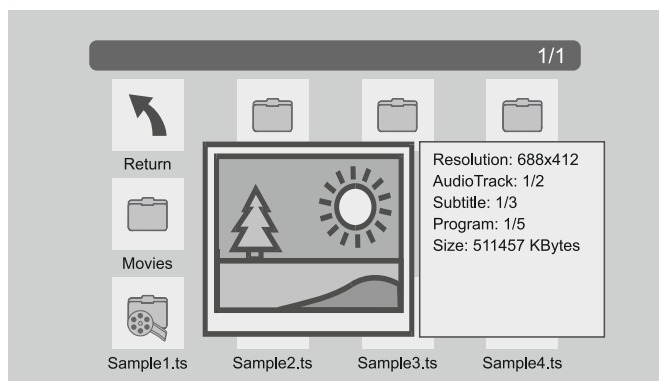 1/1
Return
Resolution: 688x412
AudioTrack: 1/2
Subtitle: 1/3
Program: 1/5
Size: 511457 KBytes
Movies
Sample1.ts
Sample2.ts
Sample3.ts
Sample4.ts